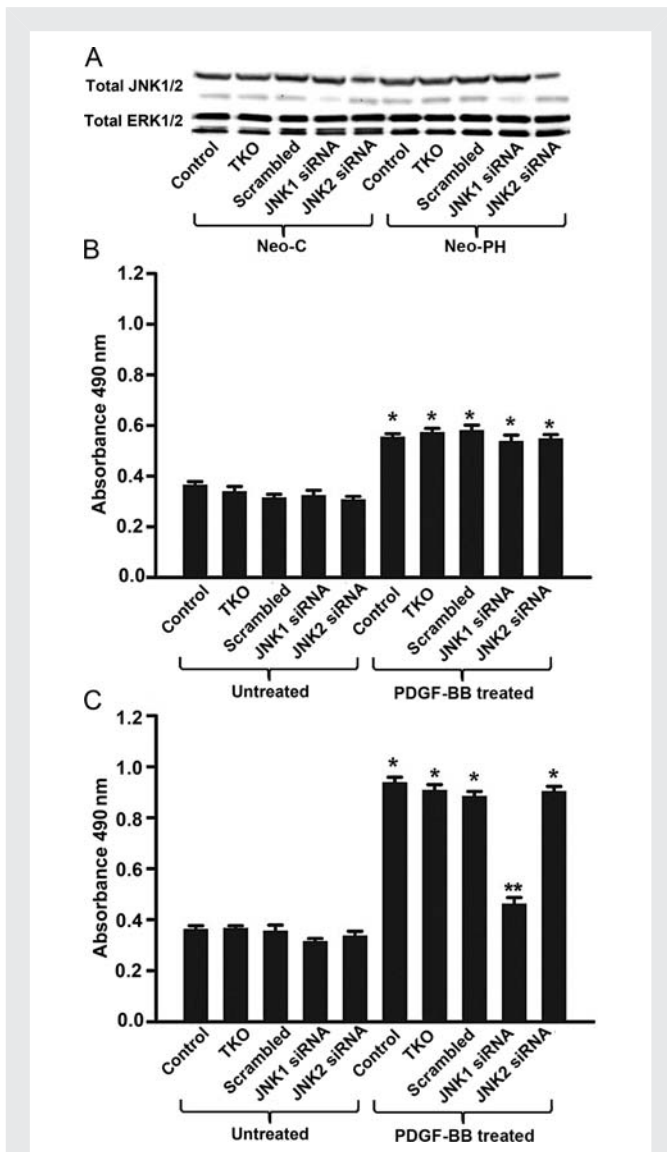 A
Total JNK1/2
Total ERK1/2
Control TKO Scrambled JNK1 siRNA JNK2 siRNA Control TKO Scrambled JNK1 siRNA JNK2 siRNA
Neo-C Neo-PH
B
Absorbance 490 nm
1.2
1.0
0.8
0.6
0.4
0.2
0.0
* * * * *
Control TKO Scrambled JNK1 siRNA JNK2 siRNA Control TKO Scrambled JNK1 siRNA JNK2 siRNA
Untreated PDGF-BB treated
C
Absorbance 490 nm
1.2
1.0
0.8
0.6
0.4
0.2
0.0
* * * ** *
Control TKO Scrambled JNK1 siRNA JNK2 siRNA Control TKO Scrambled JNK1 siRNA JNK2 siRNA
Untreated PDGF-BB treated